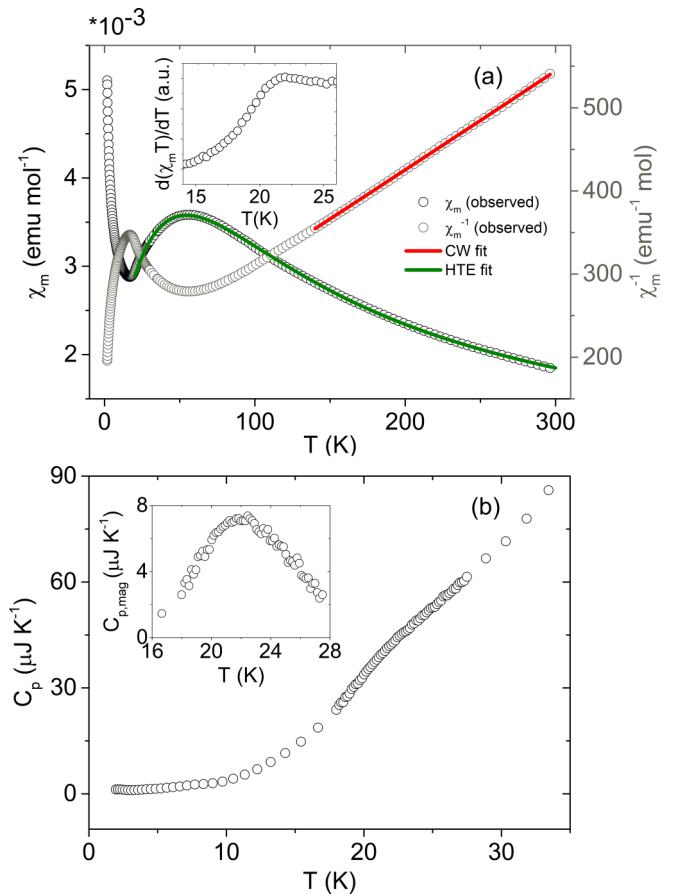 *10⁻³
(a)
5
4
3
2
χₘ (emu mol⁻¹)
d(χₘT)/dT (a.u.)
15 20 25
T(K)
χₘ (observed)
χₘ⁻¹ (observed)
CW fit
HTE fit
500
400
300
200
χₘ⁻¹ (emu⁻¹ mol)
0 100 200 300
T (K)
(b)
90
60
30
0
Cₚ (μJ K⁻¹)
8
4
0
Cₚ,ₘₐg (μJ K⁻¹)
16 20 24 28
T (K)
0 10 20 30
T (K)